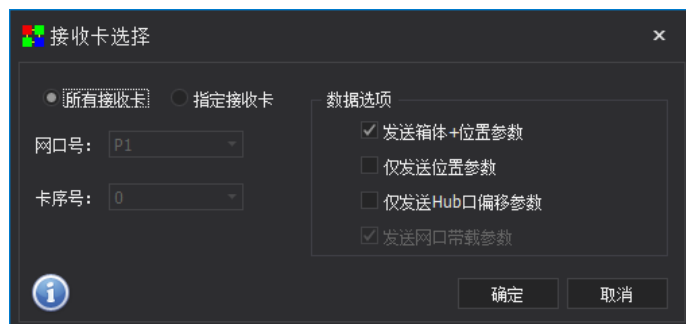 接收卡选择
所有接收卡 指定接收卡
网口号: P1
卡序号: 0
数据选项
发送箱体+位置参数
仅发送位置参数
仅发送Hub口偏移参数
发送网口带载参数
确定 取消